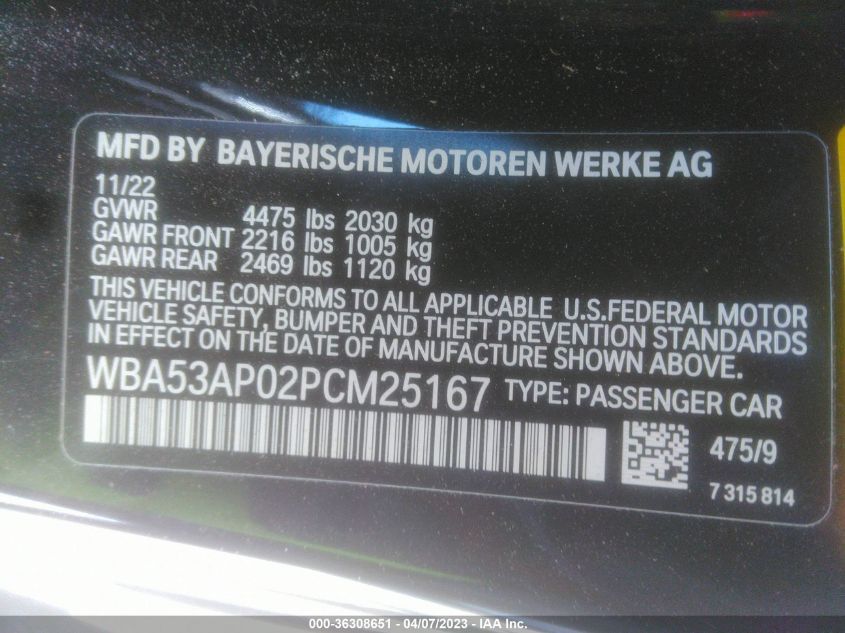 MFD BY BAYERISCHE MOTOREN WERKE AG
11/22
GVWR 4475 lbs 2030 kg
GAWR FRONT 2216 lbs 1005 kg
GAWR REAR 2469 lbs 1120 kg
THIS VEHICLE CONFORMS TO ALL APPLICABLE U.S.FEDERAL MOTOR
VEHICLE SAFETY, BUMPER AND THEFT PREVENTION STANDARDS
IN EFFECT ON THE DATE OF MANUFACTURE SHOWN ABOVE.
WBA53AP02PCM25167 TYPE: PASSENGER CAR
475/9
7 315 814
000-36308651 - 04/07/2023 - © IAA, Inc.